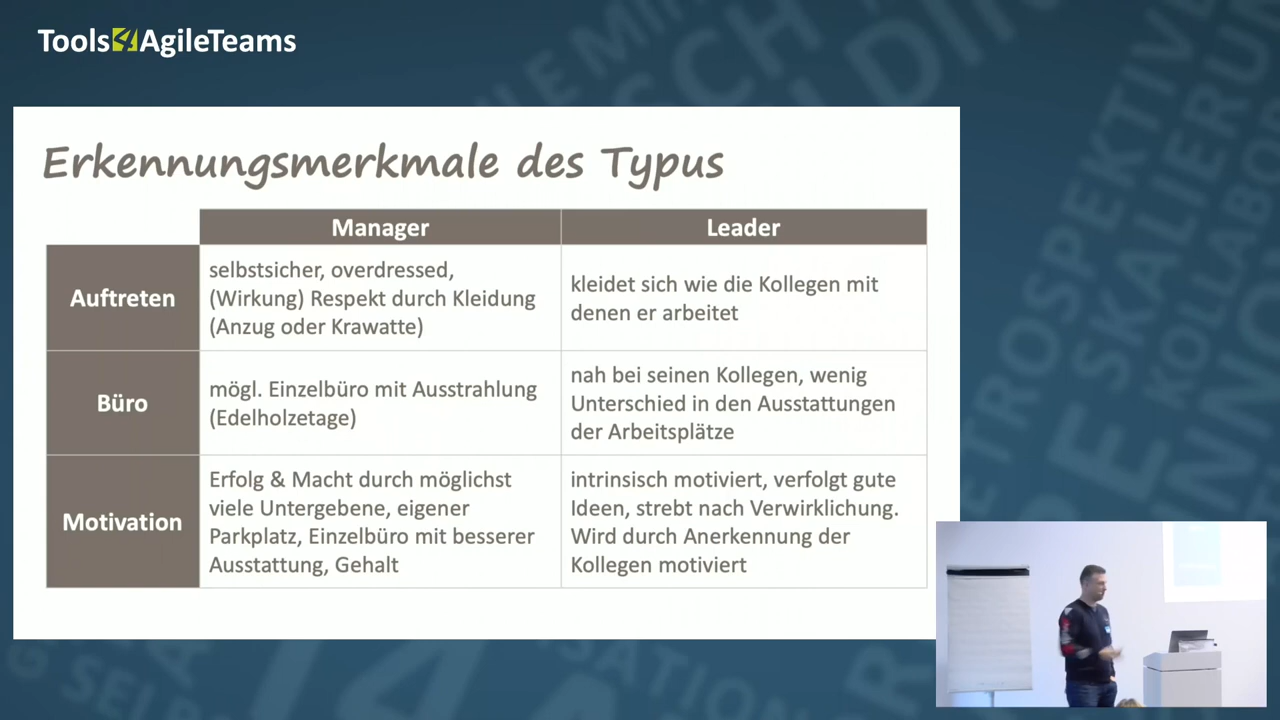 Tools4AgileTeams
Erkennungsmerkmale des Typus
Manager
Leader
Auftreten
selbstsicher, overdressed,
(Wirkung) Respekt durch Kleidung
(Anzug oder Krawatte)
kleidet sich wie die Kollegen mit
denen er arbeitet
Büro
mögl. Einzelbüro mit Ausstrahlung
(Edelholzetage)
nah bei seinen Kollegen, wenig
Unterschied in den Ausstattungen
der Arbeitsplätze
Motivation
Erfolg & Macht durch möglichst
viele Untergebene, eigener
Parkplatz, Einzelbüro mit besserer
Ausstattung, Gehalt
intrinsisch motiviert, verfolgt gute
Ideen, strebt nach Verwirklichung.
Wird durch Anerkennung der
Kollegen motiviert